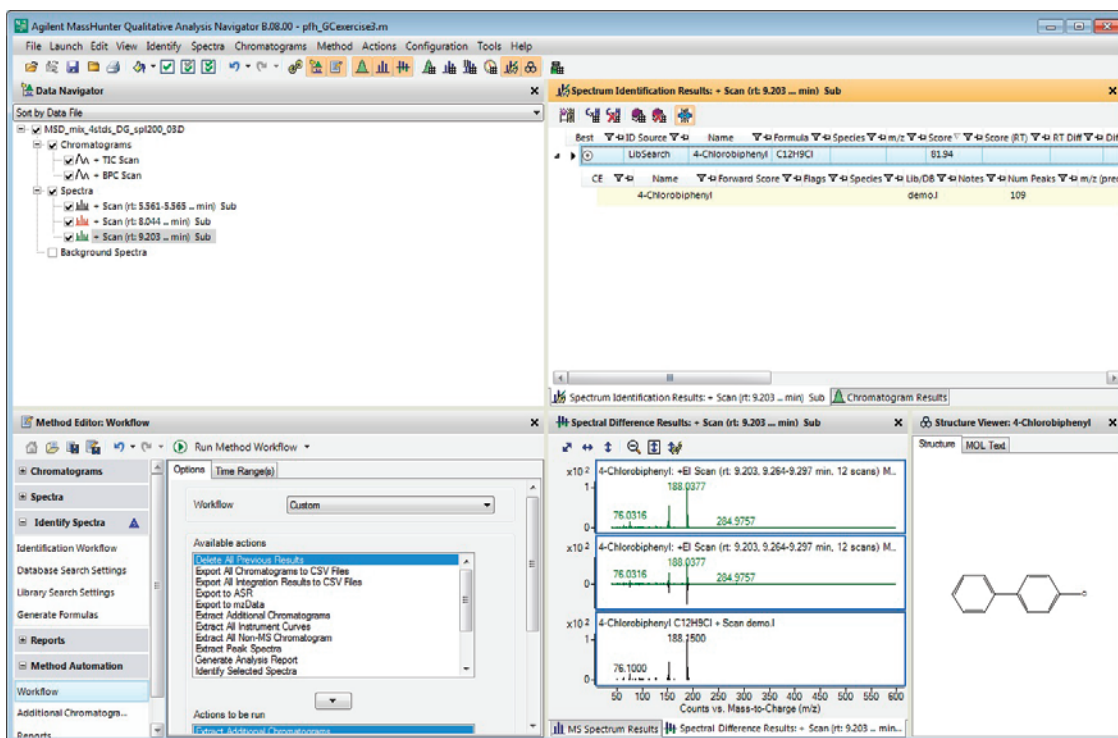 Agilent MassHunter Qualitative Analysis Navigator B.08.00 - pfh_GCexercise3.m
File Launch Edit View Identify Spectra Chromatograms Method Actions Configuration Tools Help
Data Navigator
Sort by Data File
MSD_mix_4stds_DG_spl200_03.D
Chromatograms
+ TIC Scan
+ BPC Scan
Spectra
+ Scan (rt: 5.561-5.565 ... min) Sub
+ Scan (rt: 8.044 ... min) Sub
+ Scan (rt: 9.203 ... min) Sub
Background Spectra
Spectrum Identification Results: + Scan (rt: 9.203 ... min) Sub
Best ID Source Name Formula Species m/z Score Score (RT) RT Diff Dif
LibSearch 4-Chlorobiphenyl C12H9Cl 81.94
CE Name Forward Score Flags Species Lib/DB Notes Num Peaks m/z (prec
4-Chlorobiphenyl demo.l 109
Spectrum Identification Results: + Scan (rt: 9.203 ... min) Sub Chromatogram Results
Method Editor: Workflow
Run Method Workflow
Chromatograms
Spectra
Identify Spectra
Identification Workflow
Database Search Settings
Library Search Settings
Generate Formulas
Reports
Method Automation
Workflow
Additional Chromatogra...
Reports
Options Time Range(s)
Workflow Custom
Available actions
Delete All Previous Results
Export All Chromatograms to CSV Files
Export All Integration Results to CSV Files
Export to ASR
Export to mzData
Extract Additional Chromatograms
Extract All Instrument Curves
Extract All Non-MS Chromatogram
Extract Peak Spectra
Generate Analysis Report
Identify Selected Spectra
Actions to be run
Extract Additional Chromatograms
Spectral Difference Results: + Scan (rt: 9.203 ... min) Sub
x10 2 4-Chlorobiphenyl: +EI Scan (rt: 9.203, 9.264-9.297 min, 12 scans) M..
1
188.0377
76.0316
284.9757
0
x10 2 4-Chlorobiphenyl: +EI Scan (rt: 9.203, 9.264-9.297 min, 12 scans) M..
1
188.0377
76.0316
284.9757
0
x10 2 4-Chlorobiphenyl C12H9Cl + Scan demo.l
1
188.1500
76.1000
0
50 100 150 200 250 300 350 400 450 500 550 600
Counts vs. Mass-to-Charge (m/z)
MS Spectrum Results Spectral Difference Results: + Scan (rt: 9.203 ... min...
Structure Viewer: 4-Chlorobiphenyl
Structure MOL Text